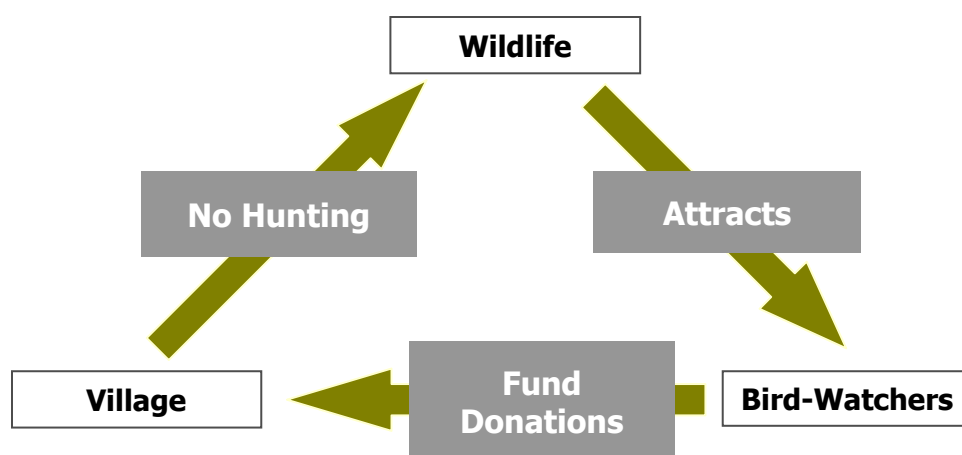 Wildlife
No Hunting
Attracts
Village
Fund
Donations
Bird-Watchers